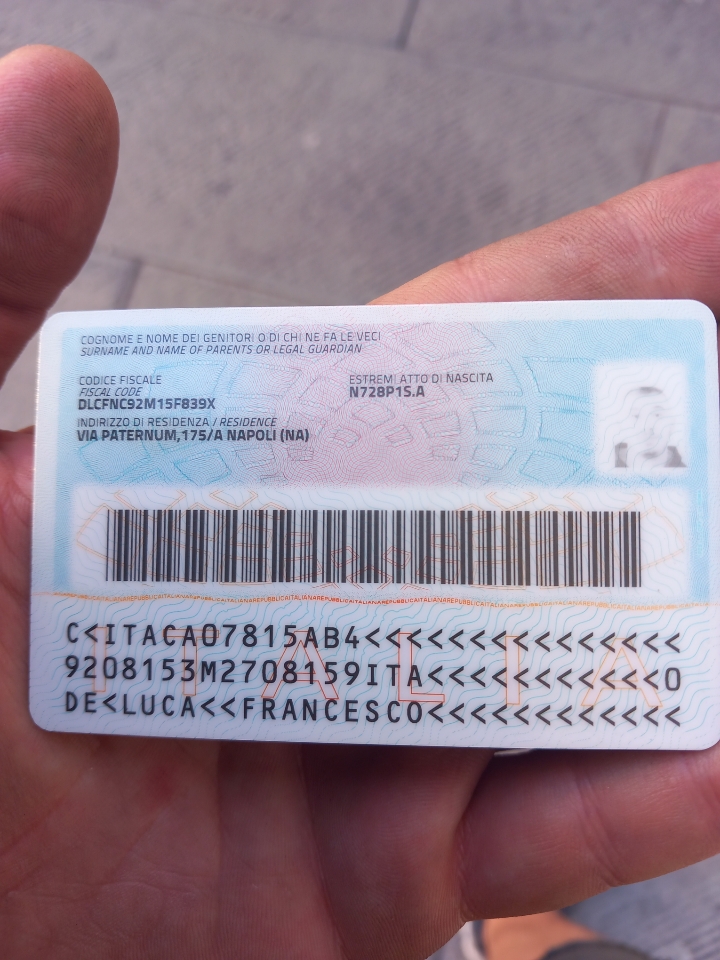 COGNOME E NOME DEI GENITORI O DI CHI NE FA LE VECI
SURNAME AND NAME OF PARENTS OR LEGAL GUARDIAN
CODICE FISCALE
FISCAL CODE
DLCFNC92M15F839X
ESTREMI ATTO DI NASCITA
N728P1S.A
INDIRIZZO DI RESIDENZA / RESIDENCE
VIA PATERNUM,175/A NAPOLI (NA)
C<ITACA07815AB4<<<<<<<<<<<<<<<
9208153M2708159ITA<<<<<<<<<<<0
DE<LUCA<<FRANCESCO<<<<<<<<<<<<
ITALIA